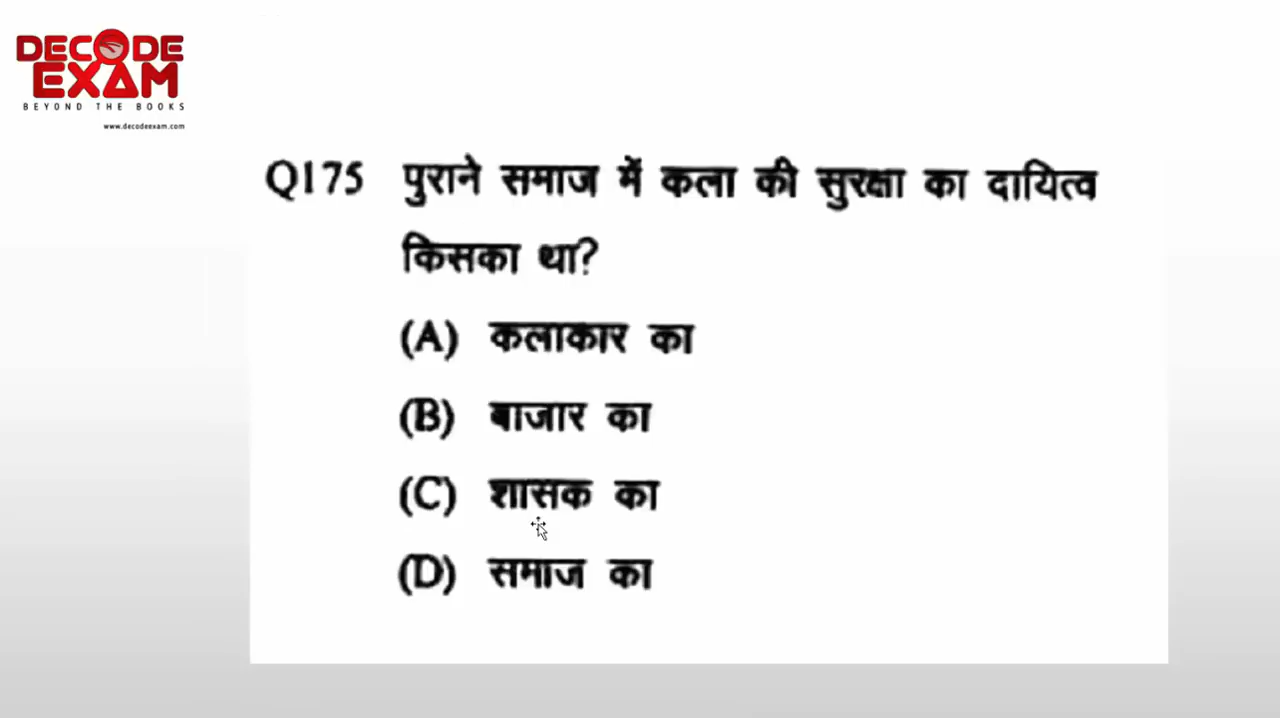 DECODE
EXAM
BEYOND THE BOOKS
www.decodeexam.com
Q175 पुराने समाज में कला की सुरक्षा का दायित्व
किसका था?
(A) कलाकार का
(B) बाजार का
(C) शासक का
(D) समाज का